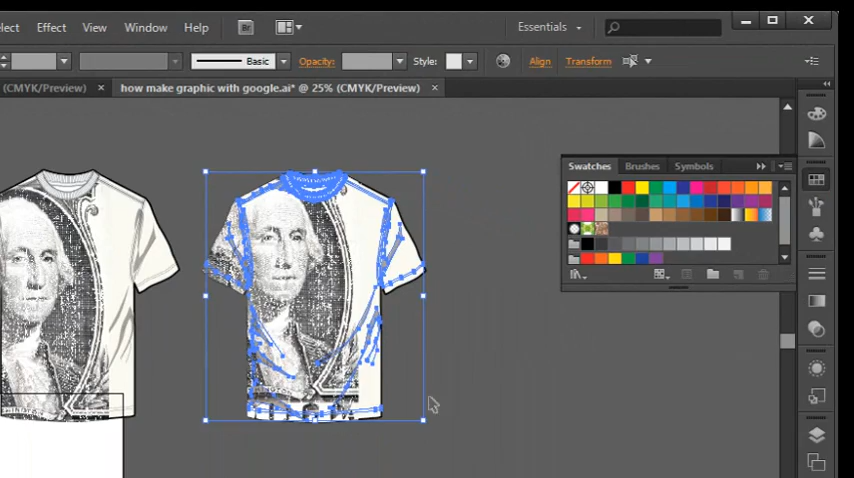 lect Effect View Window Help Br Essentials
Basic Opacity: Style: Align Transform
(CMYK/Preview) × how make graphic with google.ai* @ 25% (CMYK/Preview) ×
Swatches Brushes Symbols